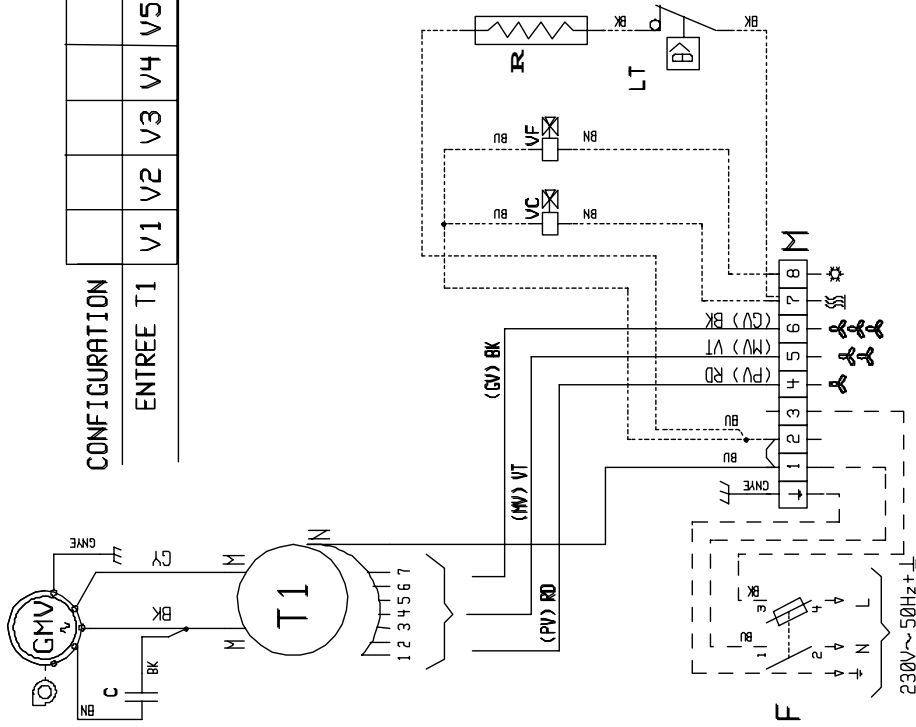 CONFIGURATION
ENTREE T1 V1 V2 V3 V4 V5
GMV
GNYE
GY
BK
BN
C
BK
M
M
T1
N
1 2 3 4 5 6 7
(GV) BK
(MV) VT
(PV) RD
BK
BK
R
LT
BU
BN
VF
BU
BN
VC
(GV) BK
(MV) VT
(PV) RD
BU
BU
GNYE
M
1 2 3 4 5 6 7 8
F
BU
BK
1
3
2
4
N
L
230V~50Hz+